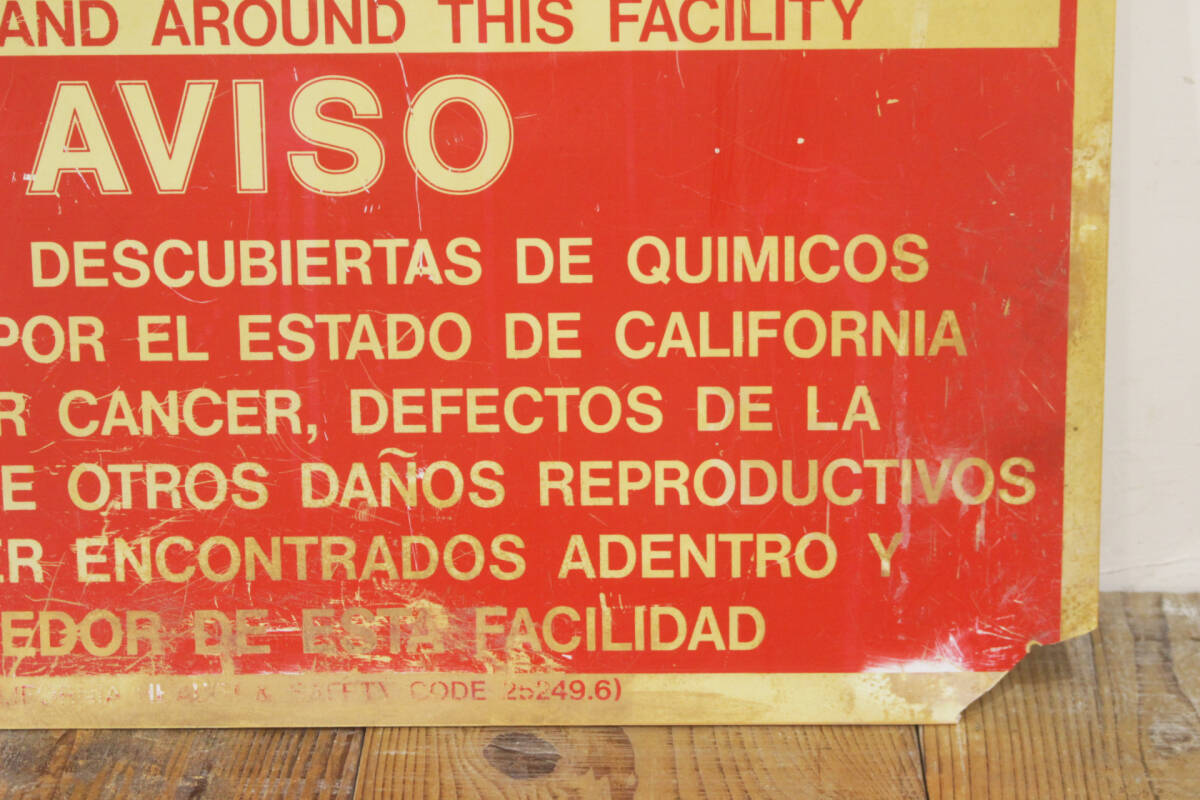 AND AROUND THIS FACILITY
AVISO
DESCUBIERTAS DE QUIMICOS
POR EL ESTADO DE CALIFORNIA
R CANCER, DEFECTOS DE LA
E OTROS DAÑOS REPRODUCTIVOS
ER ENCONTRADOS ADENTRO Y
EDOR DE ESTA FACILIDAD
& SAFETY CODE 25249.6)